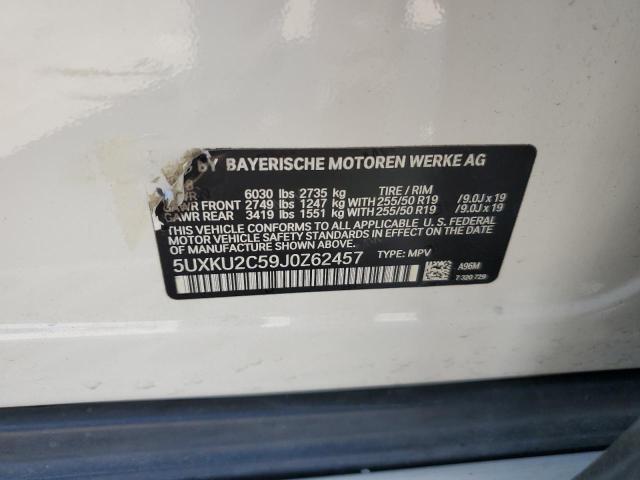 BY BAYERISCHE MOTOREN WERKE AG
6030 lbs 2735 kg TIRE / RIM
GAWR FRONT 2749 lbs 1247 kg WITH 255/50 R19 / 9.0J x 19
GAWR REAR 3419 lbs 1551 kg WITH 255/50 R19 / 9.0J x 19
THIS VEHICLE CONFORMS TO ALL APPLICABLE U.S. FEDERAL
MOTOR VEHICLE SAFETY STANDARDS IN EFFECT ON THE
DATE OF MANUFACTURE SHOWN ABOVE.
5UXKU2C59J0Z62457 TYPE: MPV
A96M
7 320 729